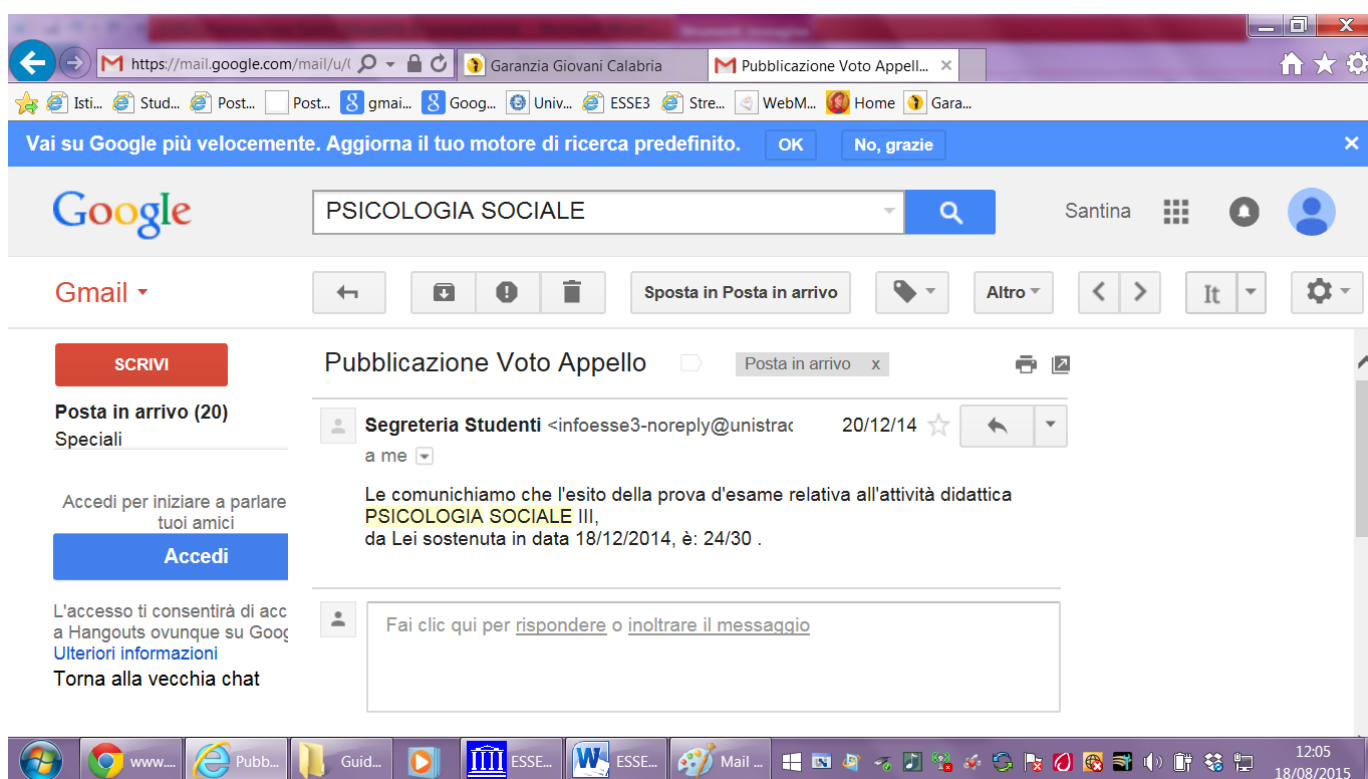 https://mail.google.com/mail/u/( Garanzia Giovani Calabria Pubblicazione Voto Appell...
Isti... Stud... Post... Post... gmai... Goog... Univ... ESSE3 Stre... WebM... Home Gara...
Vai su Google più velocemente. Aggiorna il tuo motore di ricerca predefinito. OK No, grazie
Google PSICOLOGIA SOCIALE Santina
Gmail Sposta in Posta in arrivo Altro It
SCRIVI
Pubblicazione Voto Appello Posta in arrivo x
Posta in arrivo (20)
Speciali
Segreteria Studenti <infoesse3-noreply@unistrac 20/12/14
a me
Le comunichiamo che l'esito della prova d'esame relativa all'attività didattica
PSICOLOGIA SOCIALE III,
da Lei sostenuta in data 18/12/2014, è: 24/30 .
Accedi per iniziare a parlare
tuoi amici
Accedi
L'accesso ti consentirà di acc
a Hangouts ovunque su Goog
Ulteriori informazioni
Torna alla vecchia chat
Fai clic qui per rispondere o inoltrare il messaggio
www.... Pubb... Guid... ESSE... ESSE... Mail ...
12:05
18/08/2015